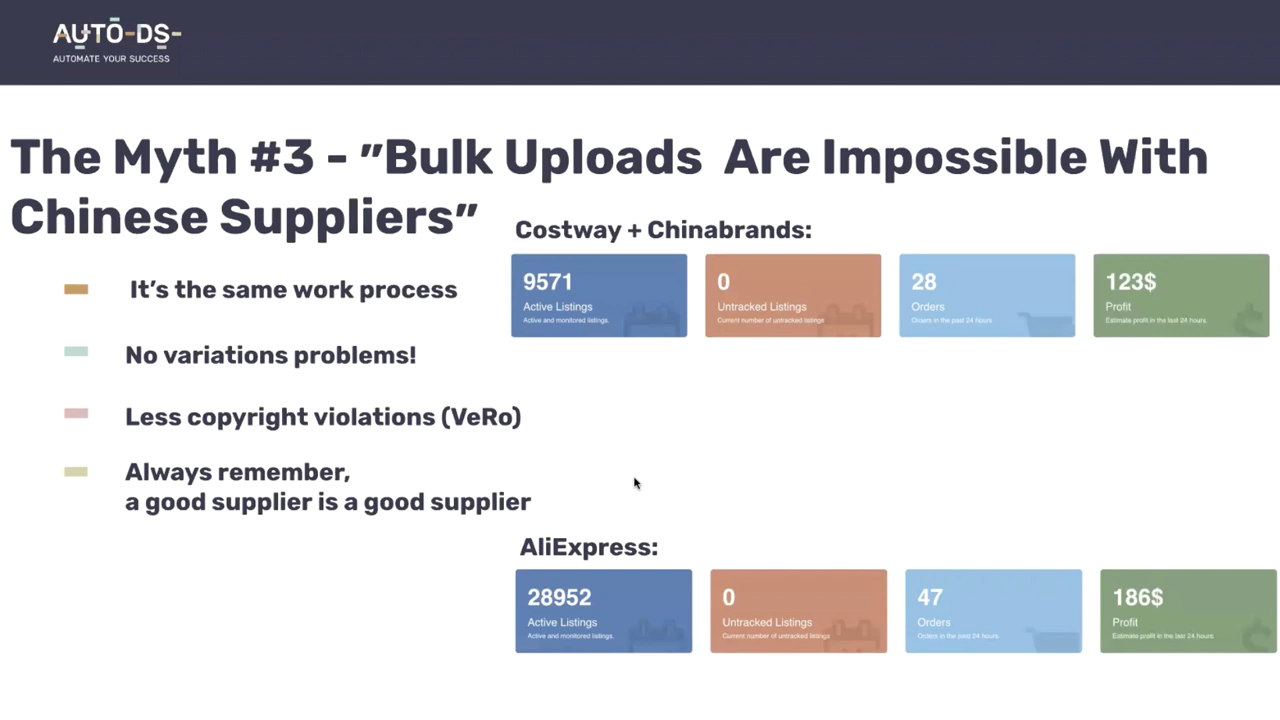 AUTO-DS-
AUTOMATE YOUR SUCCESS
The Myth #3 - ”Bulk Uploads Are Impossible With
Chinese Suppliers”
It’s the same work process
No variations problems!
Less copyright violations (VeRo)
Always remember,
a good supplier is a good supplier
Costway + Chinabrands:
9571
Active Listings
Active and monitored listings.
0
Untracked Listings
Current number of untracked listings
28
Orders
Orders in the past 24 hours.
123$
Profit
Estimate profit in the last 24 hours.
AliExpress:
28952
Active Listings
Active and monitored listings.
0
Untracked Listings
Current number of untracked listings
47
Orders
Orders in the past 24 hours.
186$
Profit
Estimate profit in the last 24 hours.